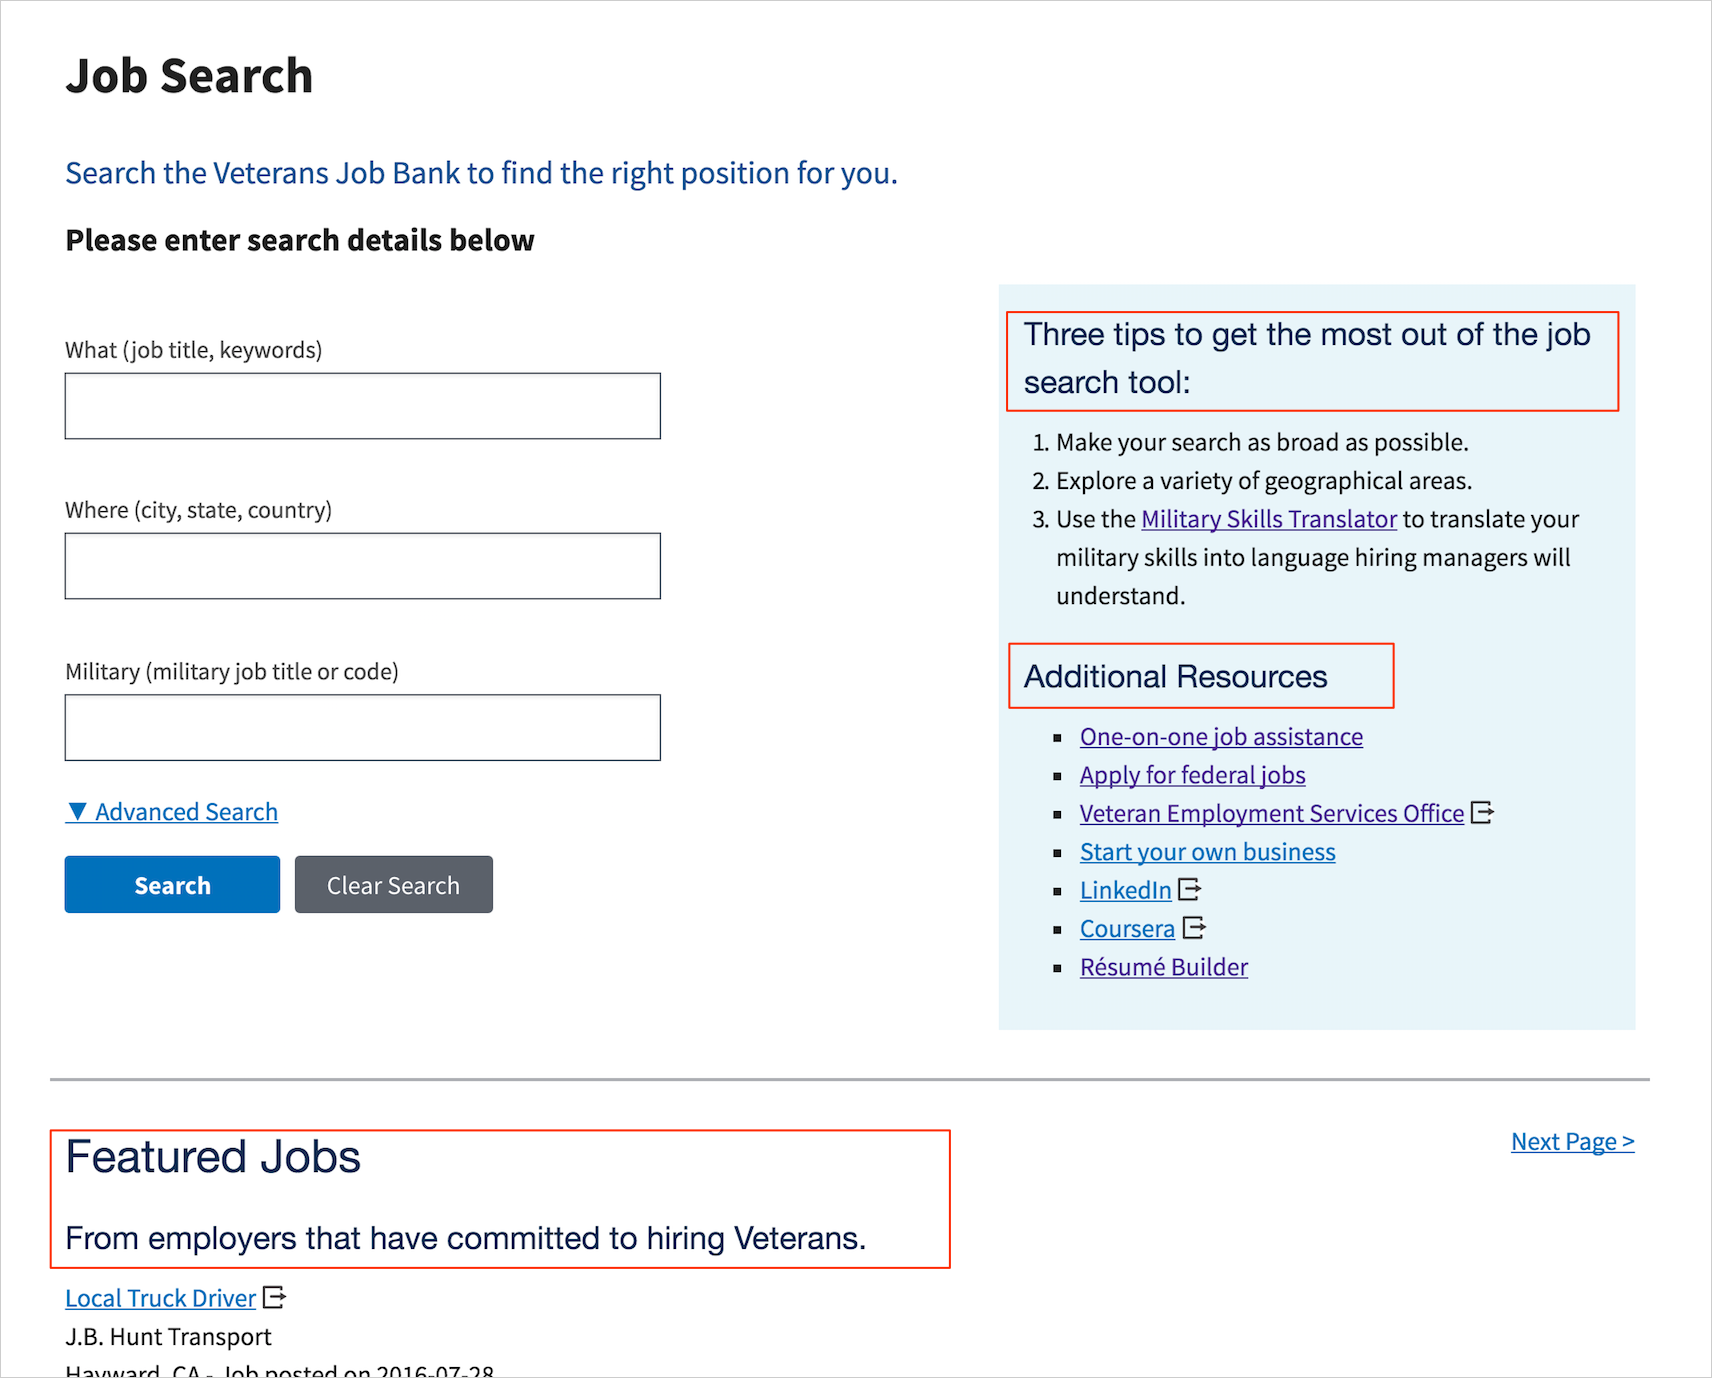 Job Search
Search the Veterans Job Bank to find the right position for you.
Please enter search details below
What (job title, keywords)
Where (city, state, country)
Military (military job title or code)
▼ Advanced Search
Search
Clear Search
Three tips to get the most out of the job
search tool:
1. Make your search as broad as possible.
2. Explore a variety of geographical areas.
3. Use the Military Skills Translator to translate your
military skills into language hiring managers will
understand.
Additional Resources
One-on-one job assistance
Apply for federal jobs
Veteran Employment Services Office
Start your own business
LinkedIn
Coursera
Résumé Builder
Featured Jobs
Next Page >
From employers that have committed to hiring Veterans.
Local Truck Driver
J.B. Hunt Transport
Hayward, CA - Job posted on 2016-07-28